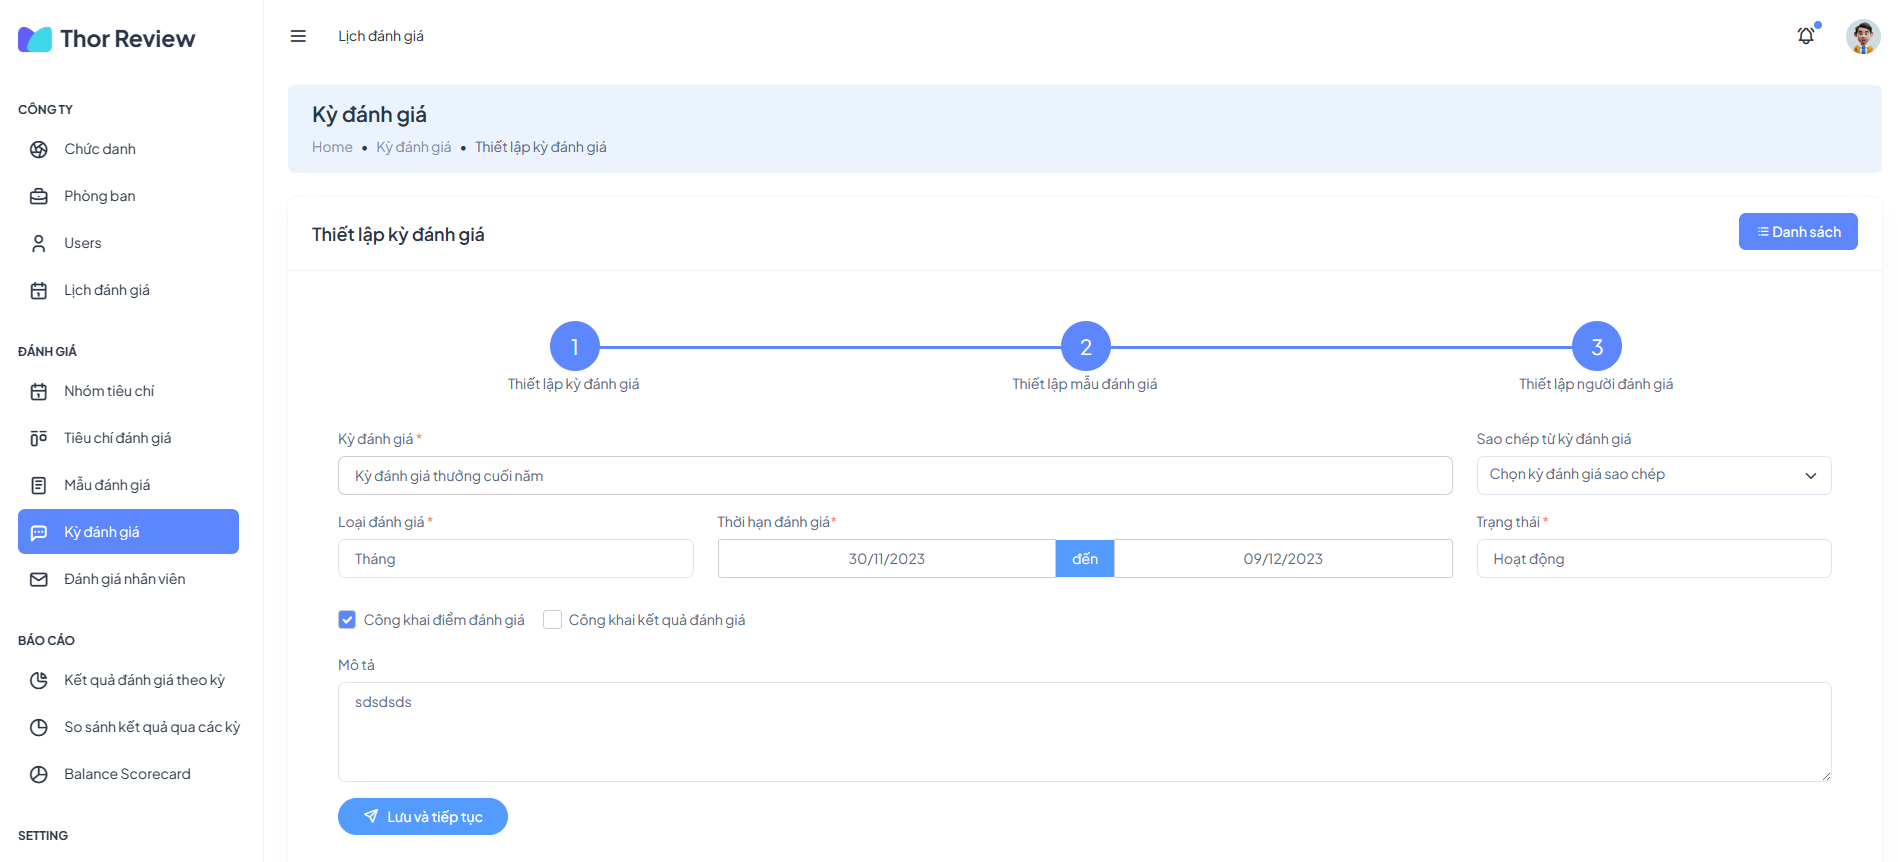 Thor Review
CÔNG TY
Chức danh
Phòng ban
Users
Lịch đánh giá
ĐÁNH GIÁ
Nhóm tiêu chí
Tiêu chí đánh giá
Mẫu đánh giá
Kỳ đánh giá
Đánh giá nhân viên
BÁO CÁO
Kết quả đánh giá theo kỳ
So sánh kết quả qua các kỳ
Balance Scorecard
SETTING
Lịch đánh giá
Kỳ đánh giá
Home • Kỳ đánh giá • Thiết lập kỳ đánh giá
Thiết lập kỳ đánh giá
Danh sách
1 2 3
Thiết lập kỳ đánh giá Thiết lập mẫu đánh giá Thiết lập người đánh giá
Kỳ đánh giá * Sao chép từ kỳ đánh giá
Kỳ đánh giá thưởng cuối năm Chọn kỳ đánh giá sao chép
Loại đánh giá * Thời hạn đánh giá* Trạng thái *
Tháng 30/11/2023 đến 09/12/2023 Hoạt động
Công khai điểm đánh giá Công khai kết quả đánh giá
Mô tả
sdsdsds
Lưu và tiếp tục